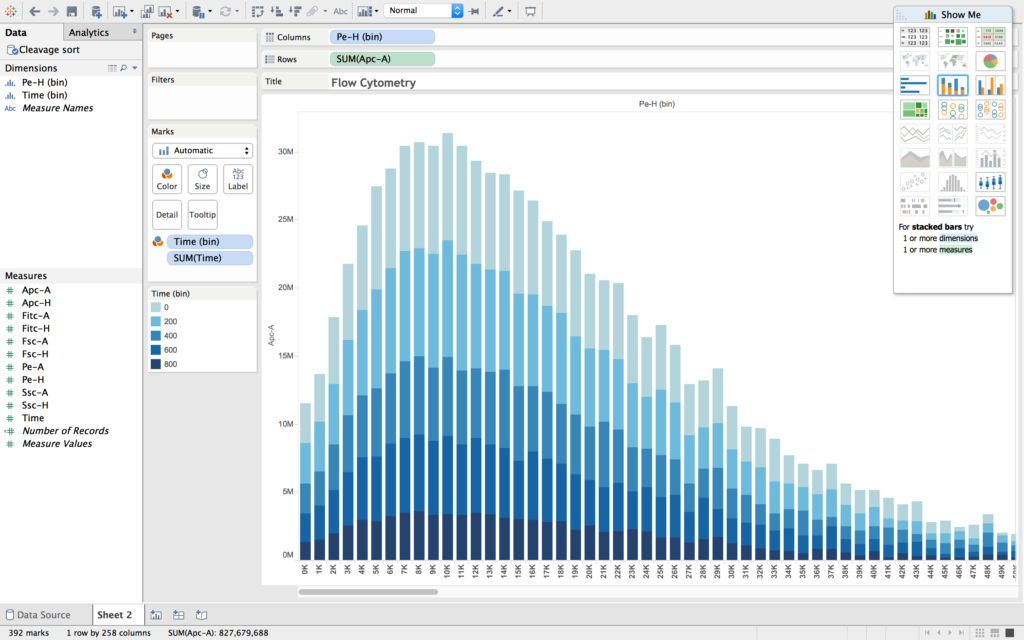 Abc
Normal
Show Me
Data
Analytics
Cleavage sort
Dimensions
Pe-H (bin)
Time (bin)
Abc Measure Names
Measures
Apc-A
Apc-H
Fitc-A
Fitc-H
Fsc-A
Fsc-H
Pe-A
Pe-H
Ssc-A
Ssc-H
Time
Number of Records
Measure Values
Pages
Filters
Marks
Automatic
Color
Size
Abc
123
Label
Detail
Tooltip
Time (bin)
SUM(Time)
Time (bin)
0
200
400
600
800
Columns
Pe-H (bin)
Rows
SUM(Apc-A)
Title
Flow Cytometry
Pe-H (bin)
Apc-A
30M
25M
20M
15M
10M
5M
0M
0K 1K 2K 3K 4K 5K 6K 7K 8K 9K 10K 11K 12K 13K 14K 15K 16K 17K 18K 19K 20K 21K 22K 23K 24K 25K 26K 27K 28K 29K 30K 31K 32K 33K 34K 35K 36K 37K 38K 39K 40K 41K 42K 43K 44K 45K 46K 47K 48K 49K
For stacked bars try
1 or more dimensions
1 or more measures
Data Source
Sheet 2
392 marks
1 row by 258 columns
SUM(Apc-A): 827,679,688